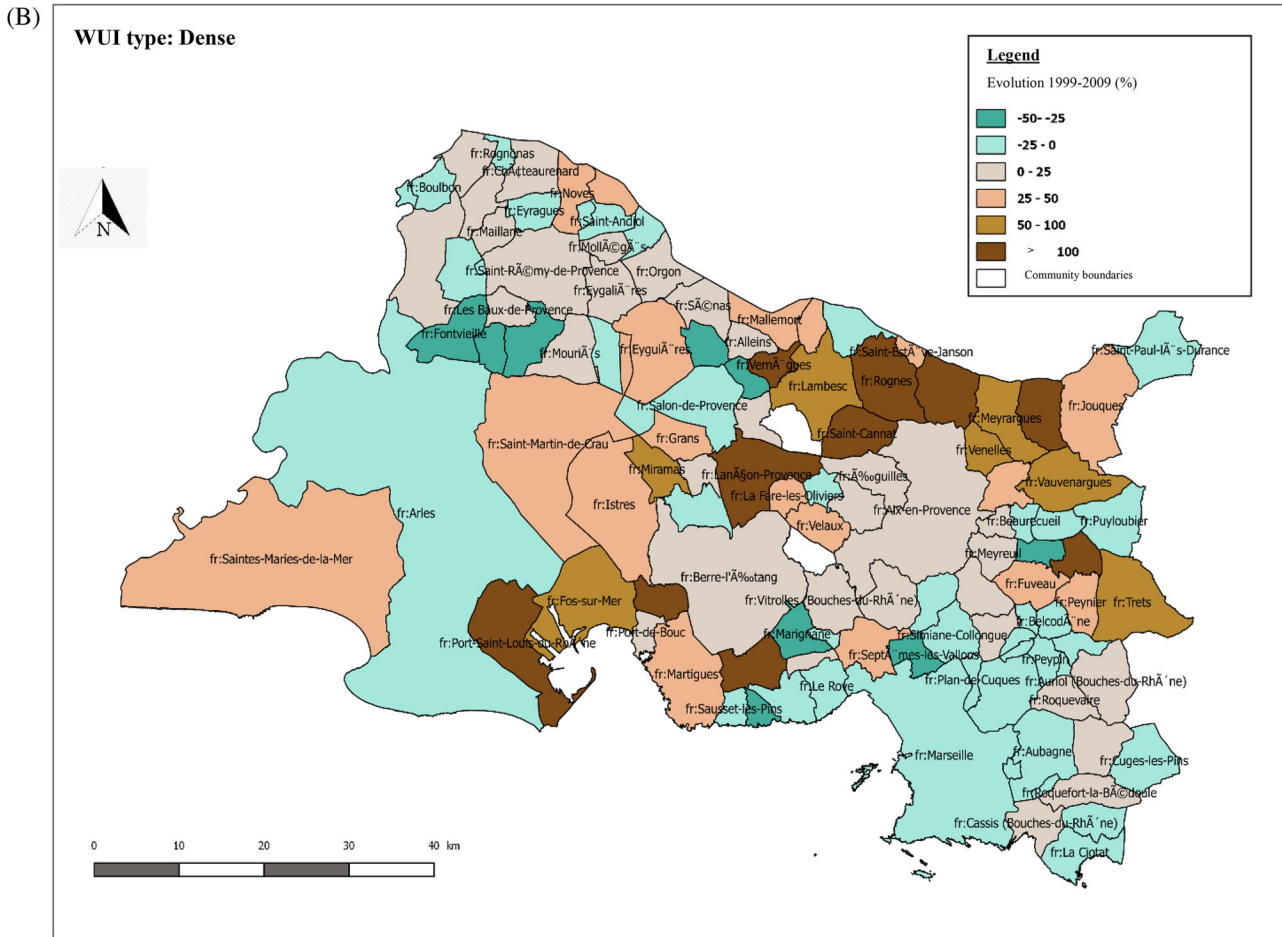 (B)
WUI type: Dense
Legend
Evolution 1999-2009 (%)
-50- -25
-25 - 0
0 - 25
25 - 50
50 - 100
> 100
Community boundaries
N
fr:Rognonas
fr:ChÃ¢teaurenard
fr:Boulbon
fr:Noves
fr:Eyragues
fr:Saint-Andiol
fr:Maillane
fr:MollÃ©gÃ¨s
fr:Saint-RÃ©my-de-Provence
fr:Orgon
fr:EygaliÃ¨res
fr:Les Baux-de-Provence
fr:SÃ©nas
fr:Mallemort
fr:Fontvieille
fr:MouriÃ¨s
fr:EyguiÃ¨res
fr:Alleins
fr:Saint-EstÃ¨ve-Janson
fr:Saint-Paul-lÃ¨s-Durance
fr:VernÃ¨gues
fr:Lambesc
fr:Rognes
fr:Jouques
fr:Salon-de-Provence
fr:Meyrargues
fr:Saint-Martin-de-Crau
fr:Grans
fr:Saint-Cannat
fr:Venelles
fr:Miramas
fr:LanÃ§on-Provence
fr:Ã‰guilles
fr:Vauvenargues
fr:La Fare-les-Oliviers
fr:Istres
fr:Arles
fr:Velaux
fr:Aix-en-Provence
fr:Beaurecueil
fr:Puyloubier
fr:Saintes-Maries-de-la-Mer
fr:Meyreuil
fr:Berre-l'Ã‰tang
fr:Fuveau
fr:Fos-sur-Mer
fr:Vitrolles (Bouches-du-RhÃ´ne)
fr:Peynier
fr:Trets
fr:Port-de-Bouc
fr:Marignane
fr:Simiane-Collongue
fr:BelcodÃ¨ne
fr:Port-Saint-Louis-du-RhÃ´ne
fr:SeptÃ¨mes-les-Vallons
fr:Peypin
fr:Martigues
fr:Le Rove
fr:Plan-de-Cuques
fr:Auriol (Bouches-du-RhÃ´ne)
fr:Roquevaire
fr:Sausset-les-Pins
fr:Marseille
fr:Aubagne
fr:Cuges-les-Pins
fr:Roquefort-la-BÃ©doule
fr:Cassis (Bouches-du-RhÃ´ne)
fr:La Ciotat
0 10 20 30 40 km